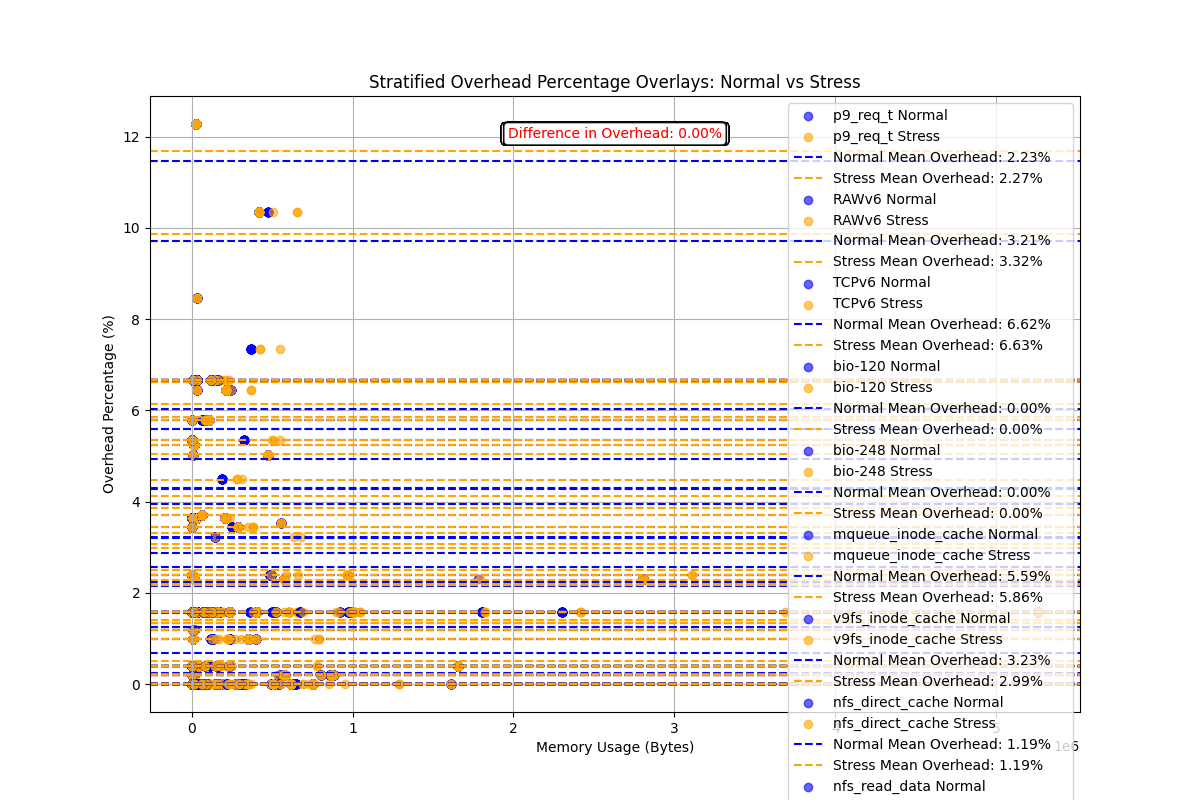 Stratified Overhead Percentage Overlays: Normal vs Stress
Difference in Overhead: 0.00%
Overhead Percentage (%)
12
10
8
6
4
2
0
0
1
2
3
4
5
1e6
Memory Usage (Bytes)
p9_req_t Normal
p9_req_t Stress
Normal Mean Overhead: 2.23%
Stress Mean Overhead: 2.27%
RAWv6 Normal
RAWv6 Stress
Normal Mean Overhead: 3.21%
Stress Mean Overhead: 3.32%
TCPv6 Normal
TCPv6 Stress
Normal Mean Overhead: 6.62%
Stress Mean Overhead: 6.63%
bio-120 Normal
bio-120 Stress
Normal Mean Overhead: 0.00%
Stress Mean Overhead: 0.00%
bio-248 Normal
bio-248 Stress
Normal Mean Overhead: 0.00%
Stress Mean Overhead: 0.00%
mqueue_inode_cache Normal
mqueue_inode_cache Stress
Normal Mean Overhead: 5.59%
Stress Mean Overhead: 5.86%
v9fs_inode_cache Normal
v9fs_inode_cache Stress
Normal Mean Overhead: 3.23%
Stress Mean Overhead: 2.99%
nfs_direct_cache Normal
nfs_direct_cache Stress
Normal Mean Overhead: 1.19%
Stress Mean Overhead: 1.19%
nfs_read_data Normal